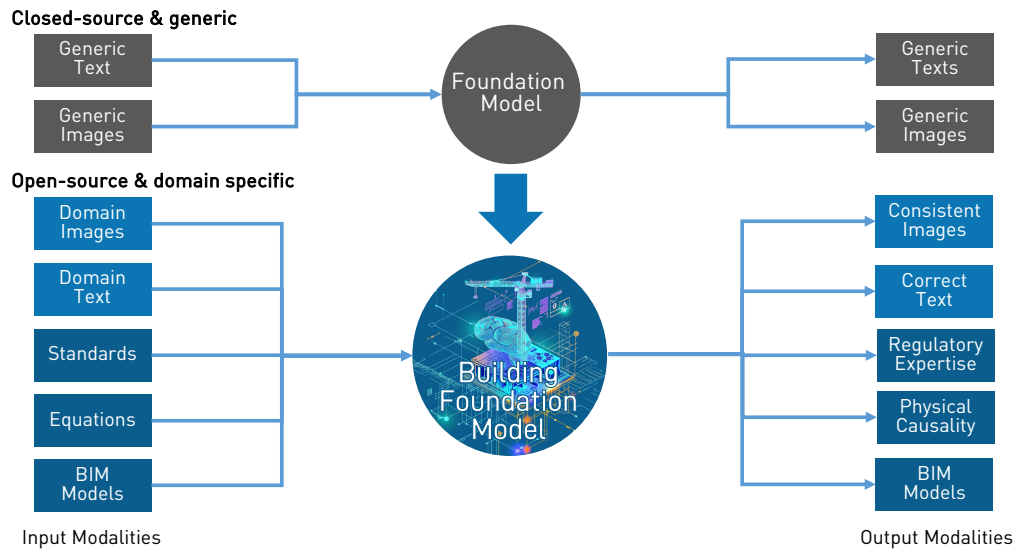 Closed-source & generic
Generic
Text
Generic
Images
Foundation
Model
Generic
Texts
Generic
Images
Open-source & domain specific
Domain
Images
Domain
Text
Standards
Equations
BIM
Models
Building
Foundation
Model
Consistent
Images
Correct
Text
Regulatory
Expertise
Physical
Causality
BIM
Models
Input Modalities
Output Modalities